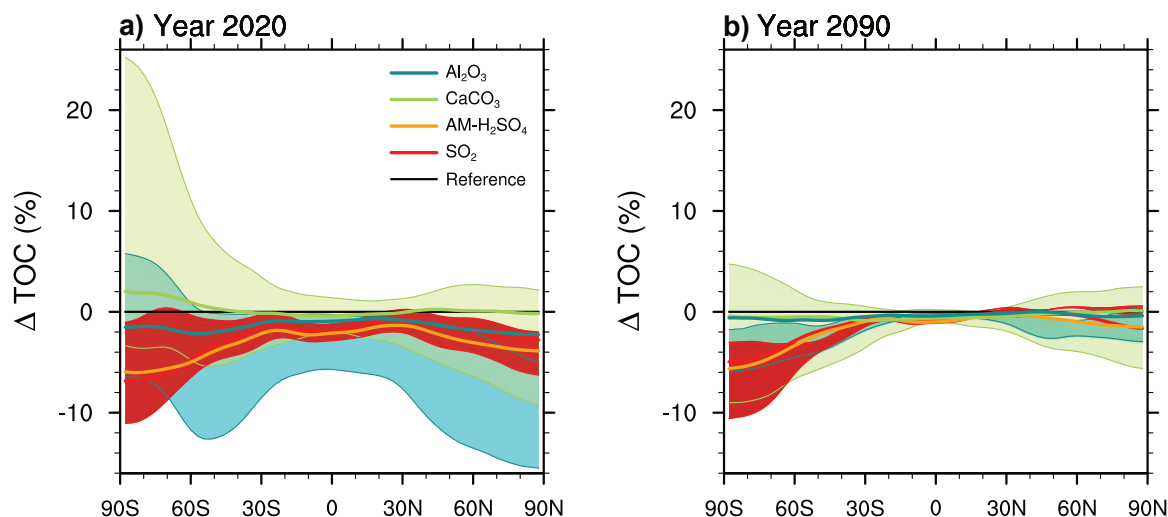 a) Year 2020
90S 60S 30S 0 30N 60N 90N
Δ TOC (%)
20
10
0
-10
Al₂O₃
CaCO₃
AM-H₂SO₄
SO₂
Reference
b) Year 2090
90S 60S 30S 0 30N 60N 90N
Δ TOC (%)
20
10
0
-10